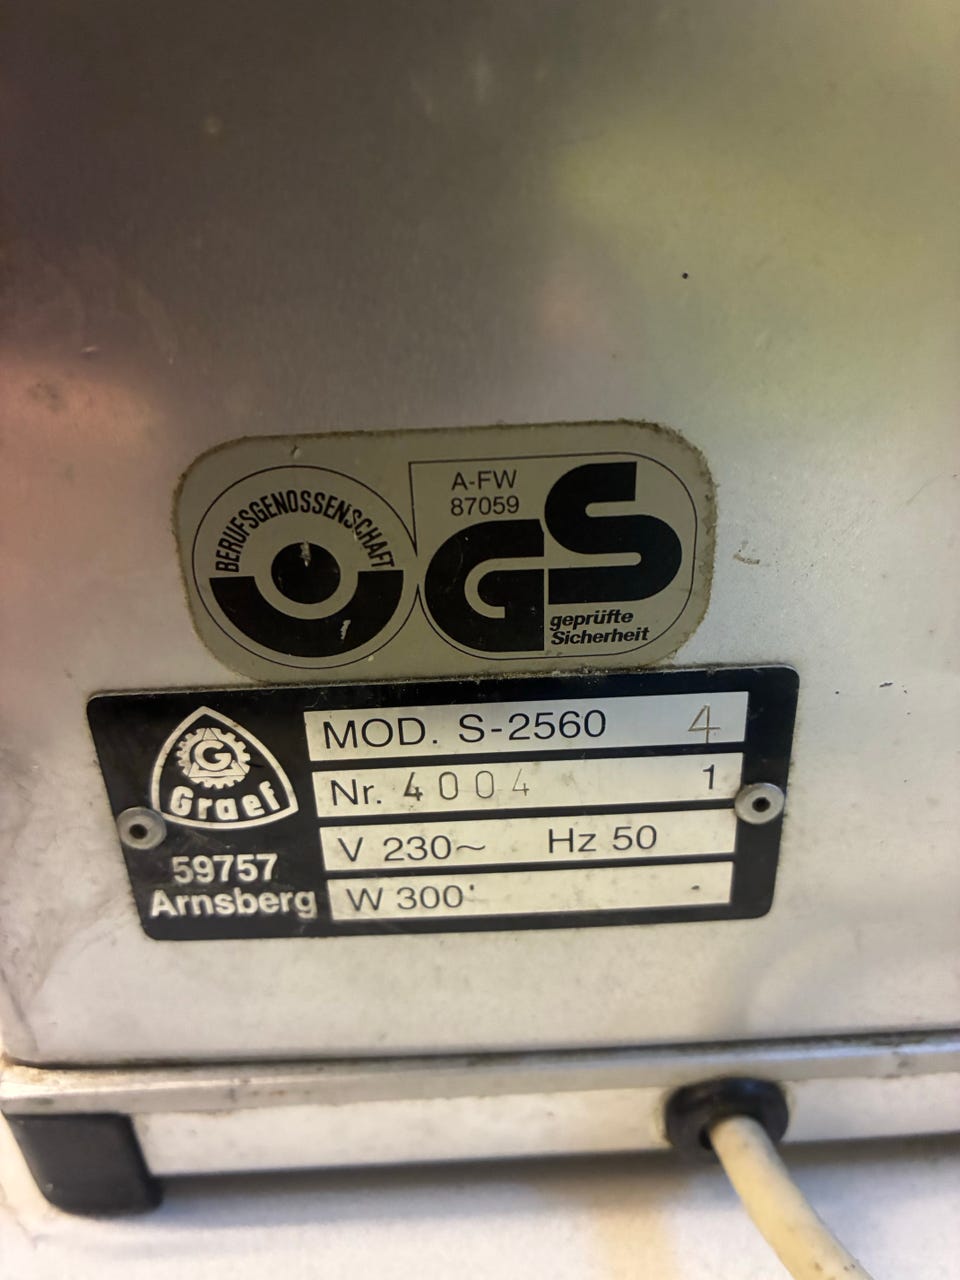 BERUFSGENOSSENSCHAFT
A-FW
87059
GS
geprüfte
Sicherheit
G
Graef
59757
Arnsberg
MOD. S-2560 4
Nr. 4004 1
V 230~ Hz 50
W 300